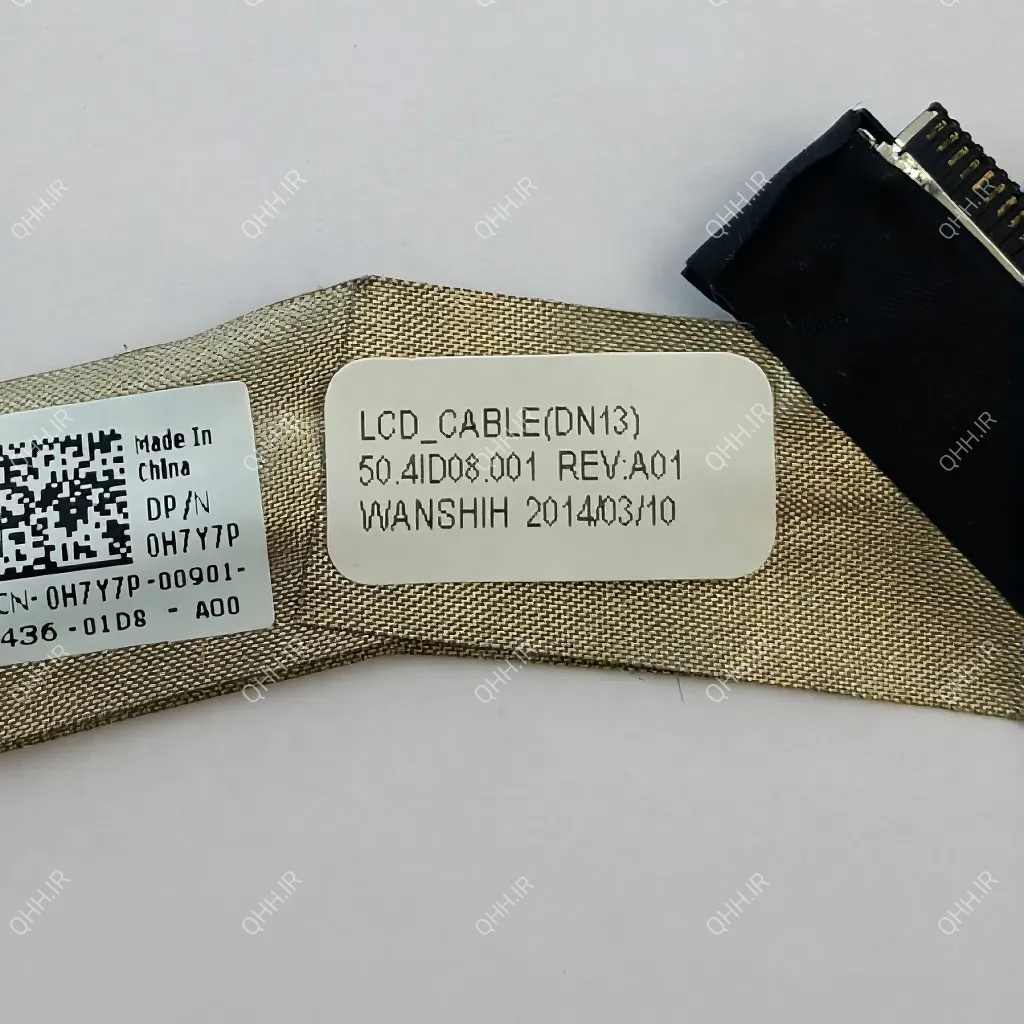 Made In
China
DP/N
0H7Y7P
CN-0H7Y7P-00901-
436-01D8 - A00
LCD_CABLE(DN13)
50.4ID08.001 REV:A01
WANSHIH 2014/03/10
QHH.IR